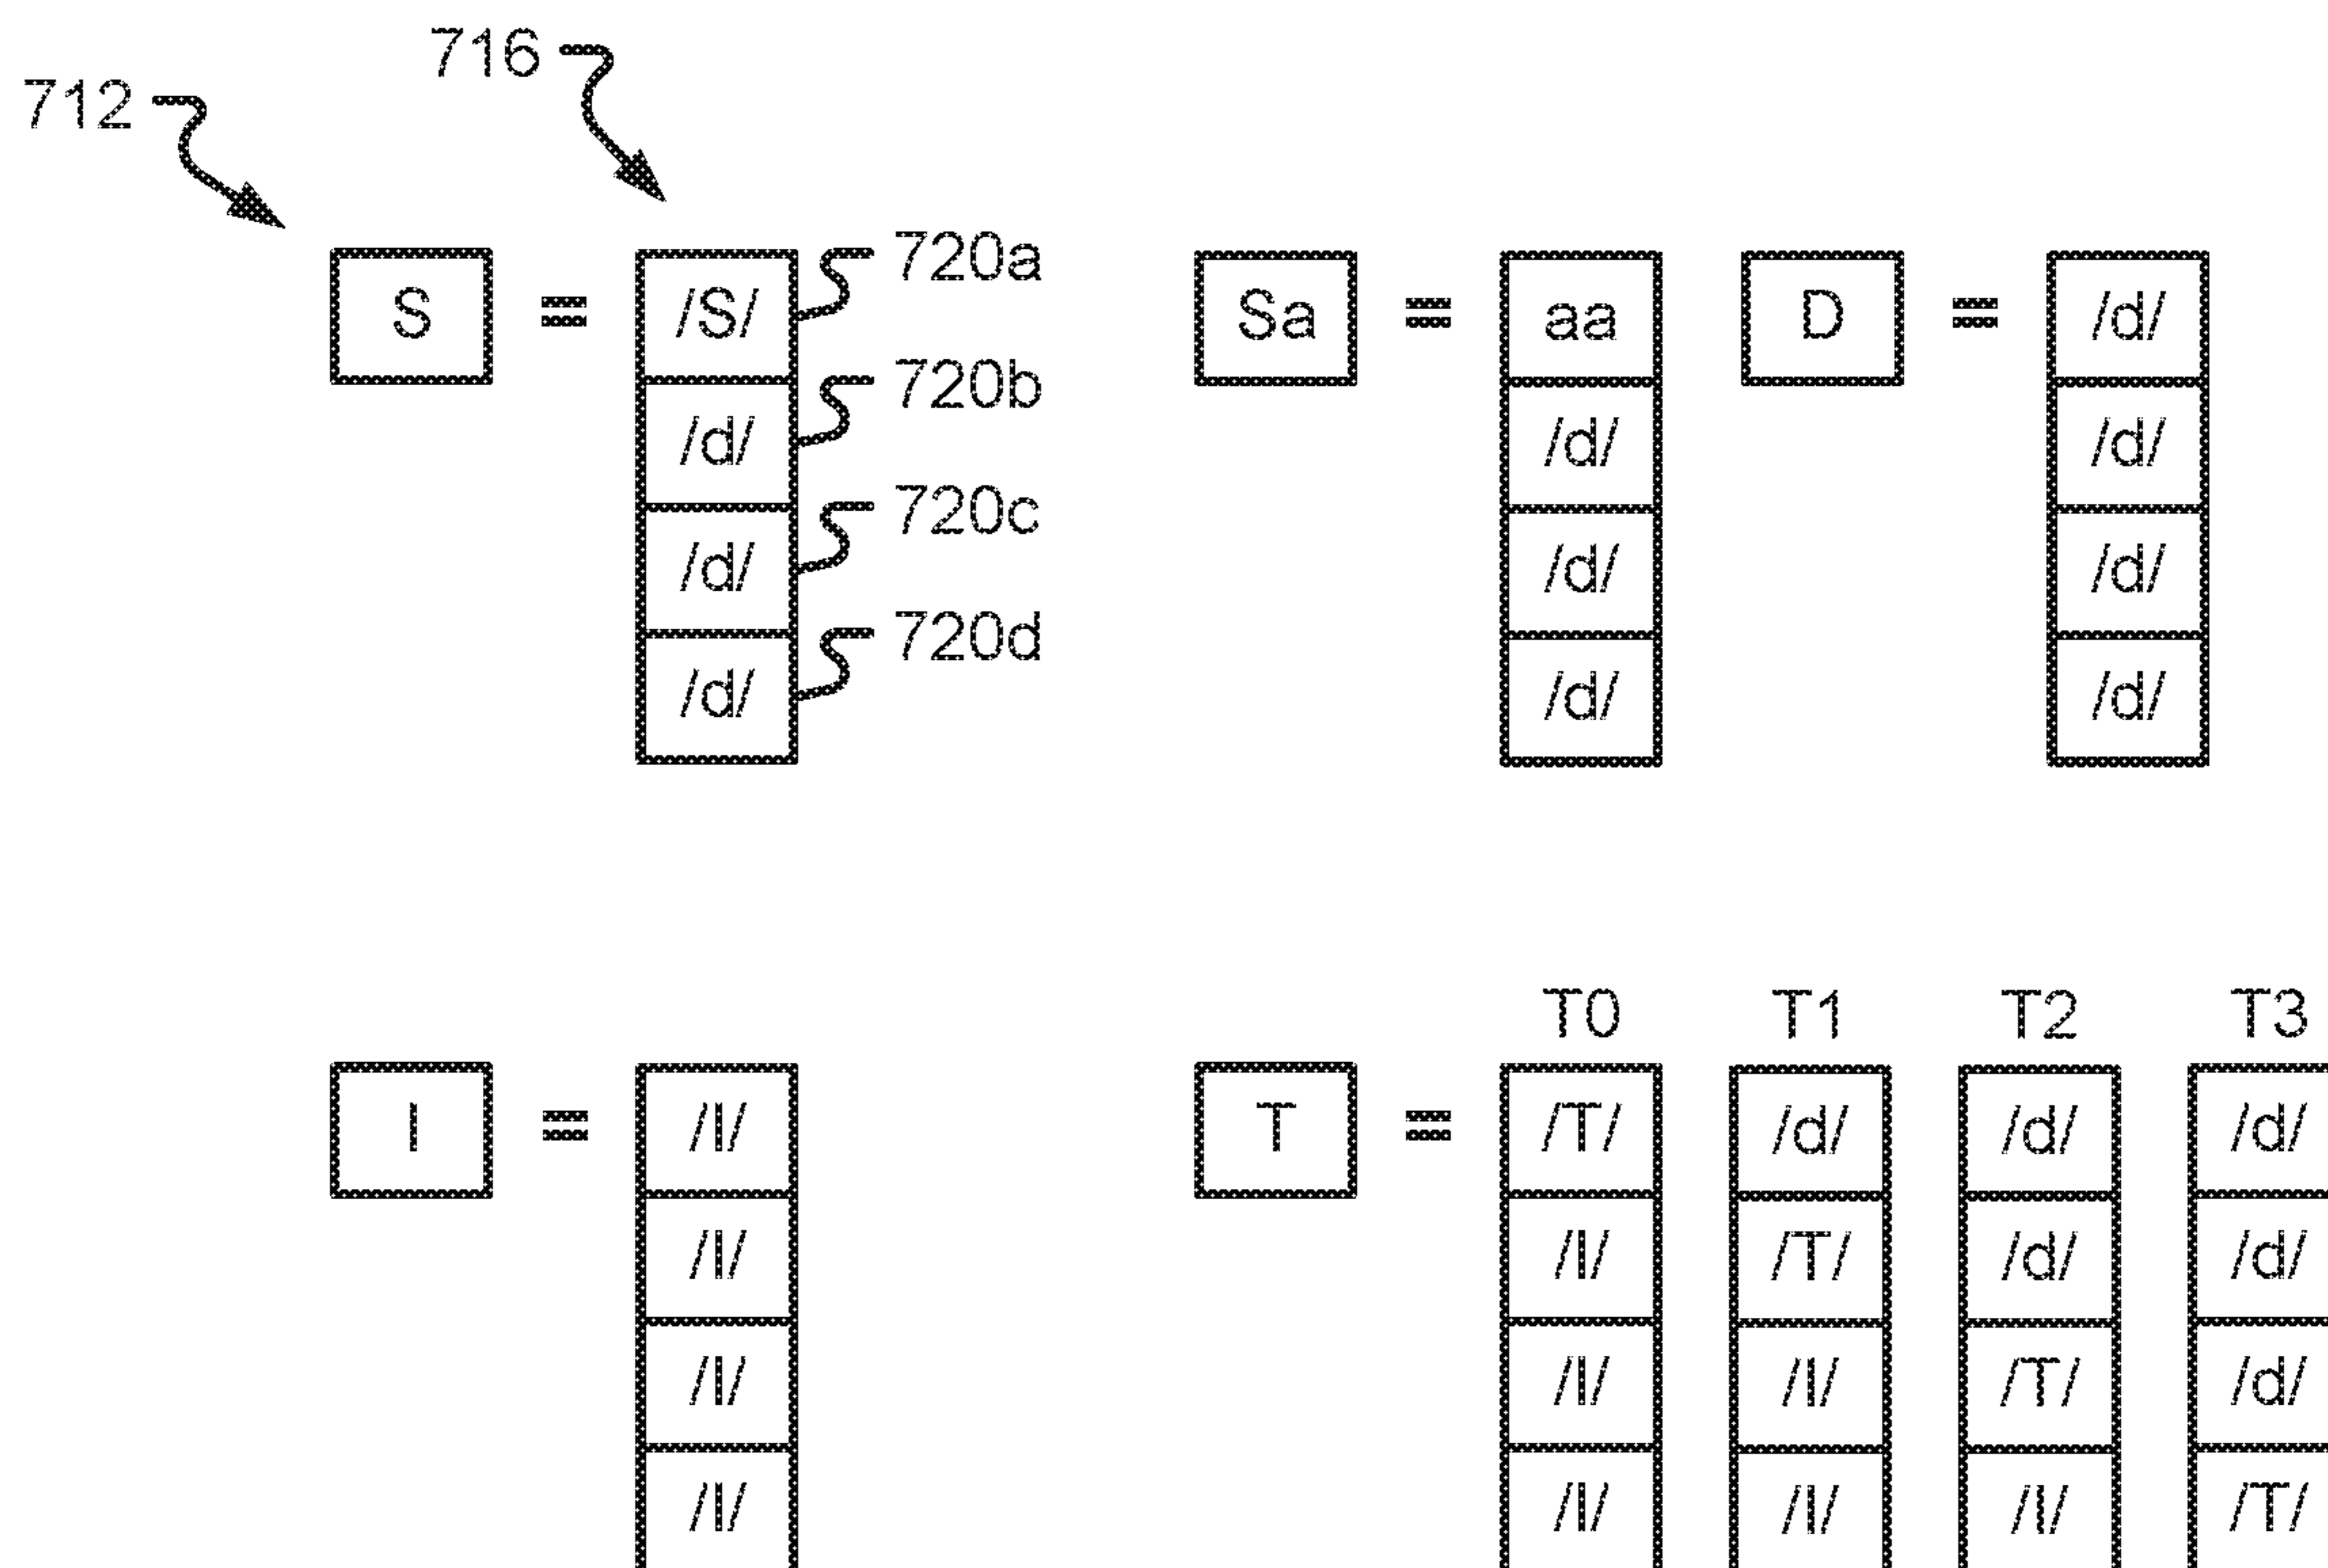 716
712
S = /S/ 720a Sa = aa D = /d/
/d/ 720b /d/ /d/
/d/ 720c /d/ /d/
/d/ 720d /d/ /d/
T0 T1 T2 T3
I = /I/ T = /T/ /d/ /d/ /d/
/I/ /I/ /T/ /d/ /d/
/I/ /I/ /I/ /T/ /d/
/I/ /I/ /I/ /I/ /T/